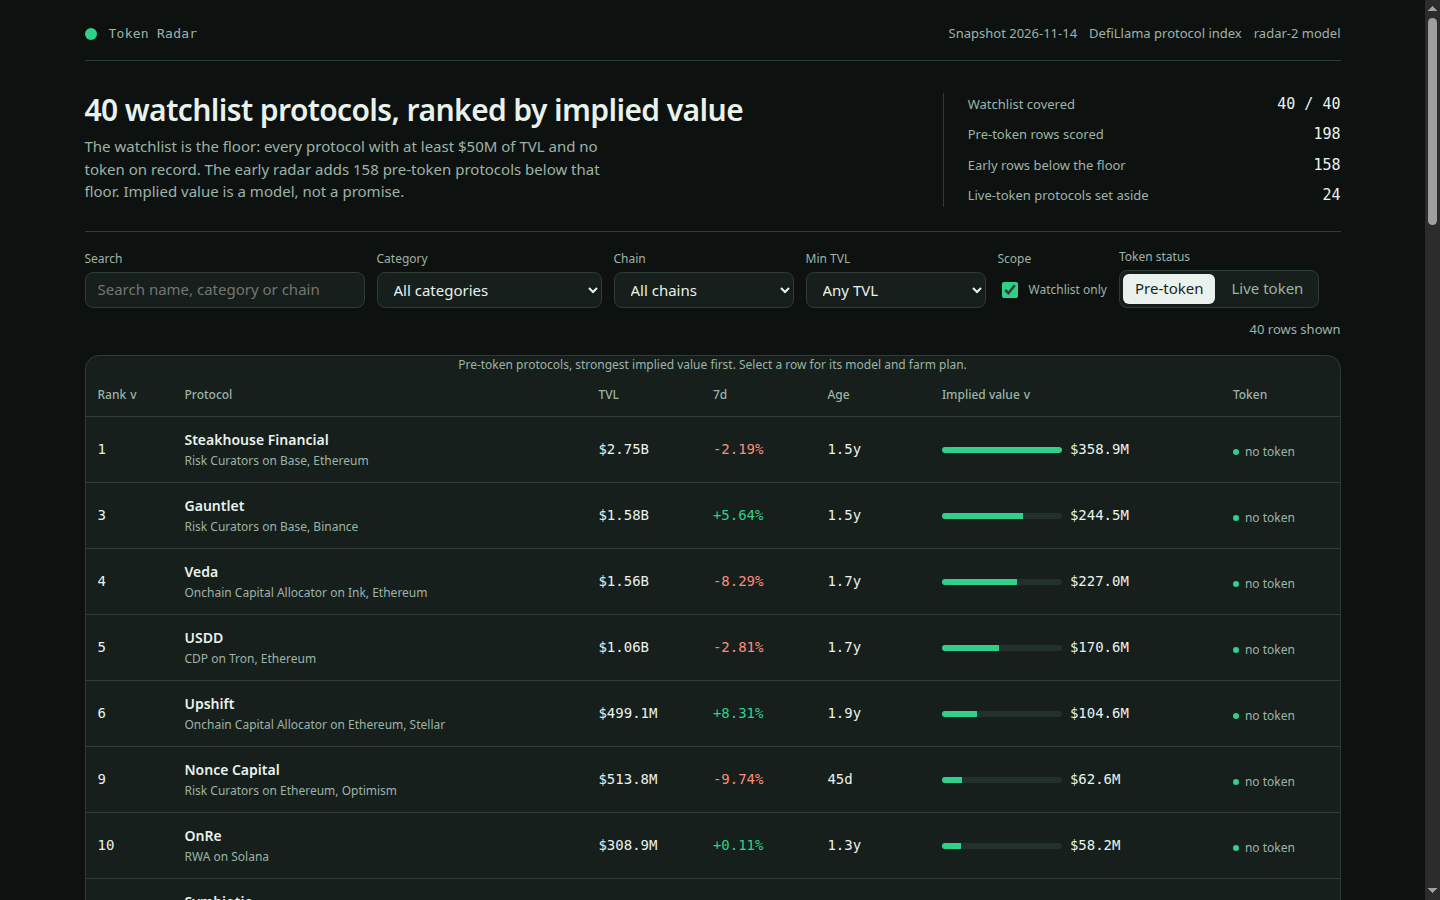 Token Radar
Snapshot 2026-11-14 DefiLlama protocol index radar-2 model
40 watchlist protocols, ranked by implied value
The watchlist is the floor: every protocol with at least $50M of TVL and no
token on record. The early radar adds 158 pre-token protocols below that
floor. Implied value is a model, not a promise.
Watchlist covered 40 / 40
Pre-token rows scored 198
Early rows below the floor 158
Live-token protocols set aside 24
Search Category Chain Min TVL Scope Token status
Search name, category or chain All categories All chains Any TVL Watchlist only Pre-token Live token
40 rows shown
Pre-token protocols, strongest implied value first. Select a row for its model and farm plan.
Rank v Protocol TVL 7d Age Implied value v Token
1 Steakhouse Financial $2.75B -2.19% 1.5y $358.9M no token
Risk Curators on Base, Ethereum
3 Gauntlet $1.58B +5.64% 1.5y $244.5M no token
Risk Curators on Base, Binance
4 Veda $1.56B -8.29% 1.7y $227.0M no token
Onchain Capital Allocator on Ink, Ethereum
5 USDD $1.06B -2.81% 1.7y $170.6M no token
CDP on Tron, Ethereum
6 Upshift $499.1M +8.31% 1.9y $104.6M no token
Onchain Capital Allocator on Ethereum, Stellar
9 Nonce Capital $513.8M -9.74% 45d $62.6M no token
Risk Curators on Ethereum, Optimism
10 OnRe $308.9M +0.11% 1.3y $58.2M no token
RWA on Solana